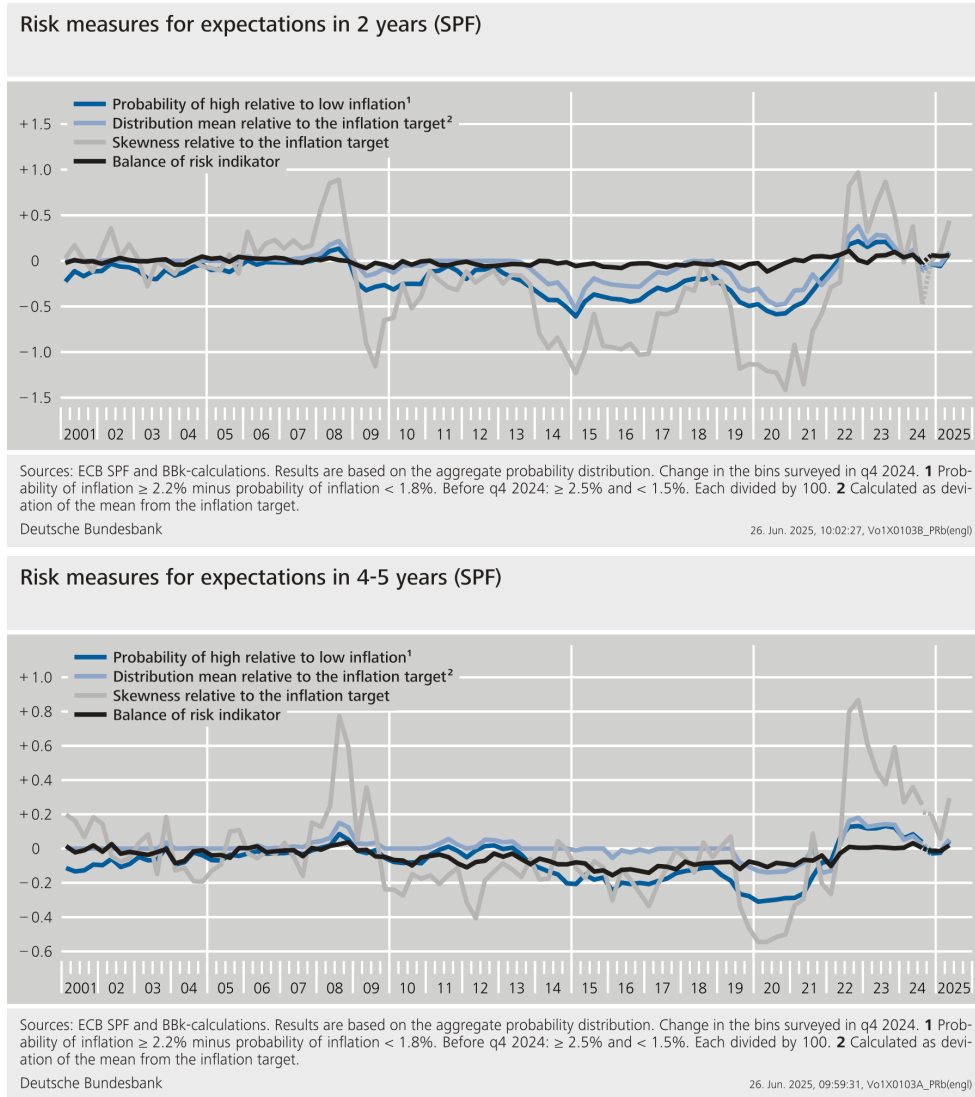 Risk measures for expectations in 2 years (SPF)
Probability of high relative to low inflation¹
Distribution mean relative to the inflation target²
Skewness relative to the inflation target
Balance of risk indikator
+1.5
+1.0
+0.5
0
−0.5
−1.0
−1.5
2001 02 03 04 05 06 07 08 09 10 11 12 13 14 15 16 17 18 19 20 21 22 23 24 2025
Sources: ECB SPF and BBk-calculations. Results are based on the aggregate probability distribution. Change in the bins surveyed in q4 2024. 1 Prob-
ability of inflation ≥ 2.2% minus probability of inflation < 1.8%. Before q4 2024: ≥ 2.5% and < 1.5%. Each divided by 100. 2 Calculated as devi-
ation of the mean from the inflation target.
Deutsche Bundesbank
26. Jun. 2025, 10:02:27, Vo1X0103B_PRb(engl)
Risk measures for expectations in 4-5 years (SPF)
Probability of high relative to low inflation¹
Distribution mean relative to the inflation target²
Skewness relative to the inflation target
Balance of risk indikator
+1.0
+0.8
+0.6
+0.4
+0.2
0
−0.2
−0.4
−0.6
2001 02 03 04 05 06 07 08 09 10 11 12 13 14 15 16 17 18 19 20 21 22 23 24 2025
Sources: ECB SPF and BBk-calculations. Results are based on the aggregate probability distribution. Change in the bins surveyed in q4 2024. 1 Prob-
ability of inflation ≥ 2.2% minus probability of inflation < 1.8%. Before q4 2024: ≥ 2.5% and < 1.5%. Each divided by 100. 2 Calculated as devi-
ation of the mean from the inflation target.
Deutsche Bundesbank
26. Jun. 2025, 09:59:31, Vo1X0103A_PRb(engl)